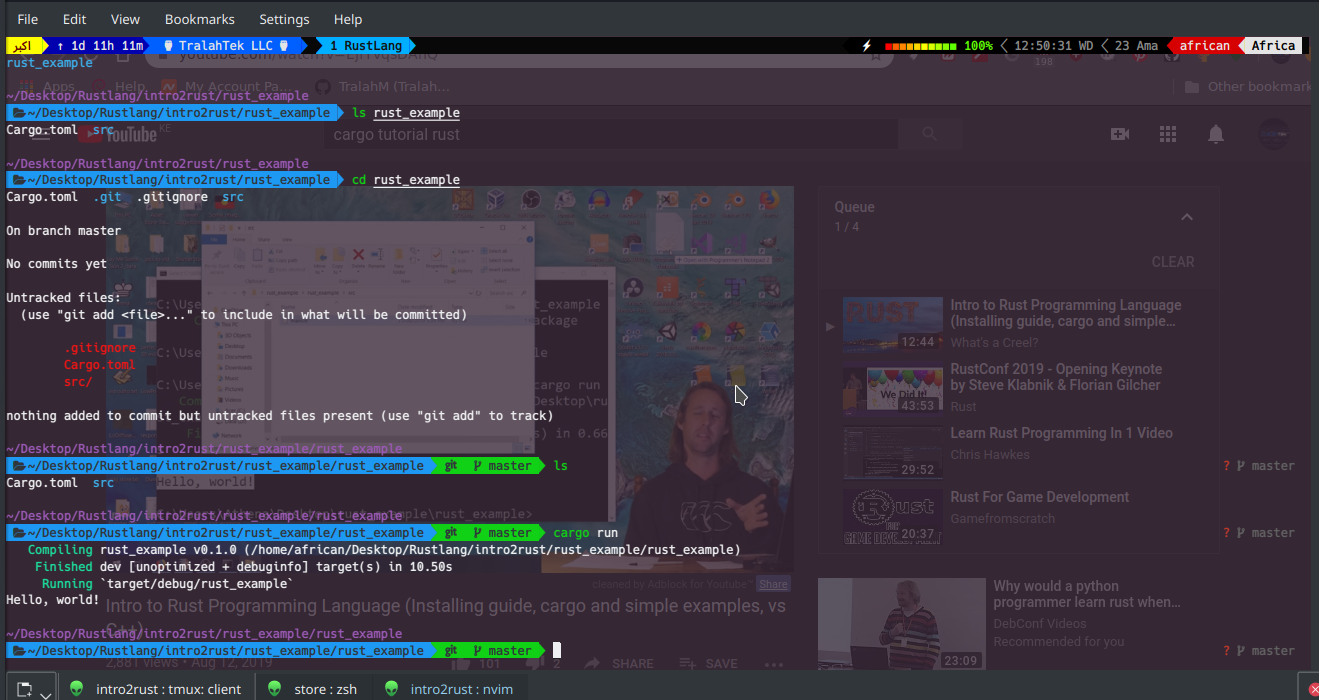 File Edit View Bookmarks Settings Help
اکبر ↑ 1d 11h 11m TralahTek LLC 1 RustLang 100% 12:50:31 WD 23 Ama african Africa
rust_example
Apps Help My Account Pa... TralahM (Tralah... Other bookmark
~/Desktop/Rustlang/intro2rust/rust_example
~/Desktop/Rustlang/intro2rust/rust_example ls rust_example
Cargo.toml src
YouTube KE cargo tutorial rust
~/Desktop/Rustlang/intro2rust/rust_example
~/Desktop/Rustlang/intro2rust/rust_example cd rust_example
Cargo.toml .git .gitignore src
Queue
1 / 4
On branch master
No commits yet
CLEAR
Untracked files:
(use "git add <file>..." to include in what will be committed)
.gitignore
Cargo.toml
src/
nothing added to commit but untracked files present (use "git add" to track)
Intro to Rust Programming Language
(Installing guide, cargo and simple...
What's a Creel?
12:44
RustConf 2019 - Opening Keynote
by Steve Klabnik & Florian Gilcher
Rust
43:53
Learn Rust Programming In 1 Video
Chris Hawkes
29:52
Rust For Game Development
Gamefromscratch
20:37
~/Desktop/Rustlang/intro2rust/rust_example/rust_example
~/Desktop/Rustlang/intro2rust/rust_example/rust_example git master ls ? master
Cargo.toml src
Hello, world!
~/Desktop/Rustlang/intro2rust/rust_example/rust_example
~/Desktop/Rustlang/intro2rust/rust_example/rust_example git master cargo run ? master
Compiling rust_example v0.1.0 (/home/african/Desktop/Rustlang/intro2rust/rust_example/rust_example)
Finished dev [unoptimized + debuginfo] target(s) in 10.50s
Running `target/debug/rust_example`
Hello, world!
cleaned by Adblock for Youtube™ Share
Intro to Rust Programming Language (Installing guide, cargo and simple examples, vs
C++)
Why would a python
programmer learn rust when...
DebConf Videos
Recommended for you
23:09
~/Desktop/Rustlang/intro2rust/rust_example/rust_example
~/Desktop/Rustlang/intro2rust/rust_example/rust_example git master ? master
2,881 views • Aug 12, 2019 101 2 SHARE SAVE
intro2rust : tmux: client store : zsh intro2rust : nvim